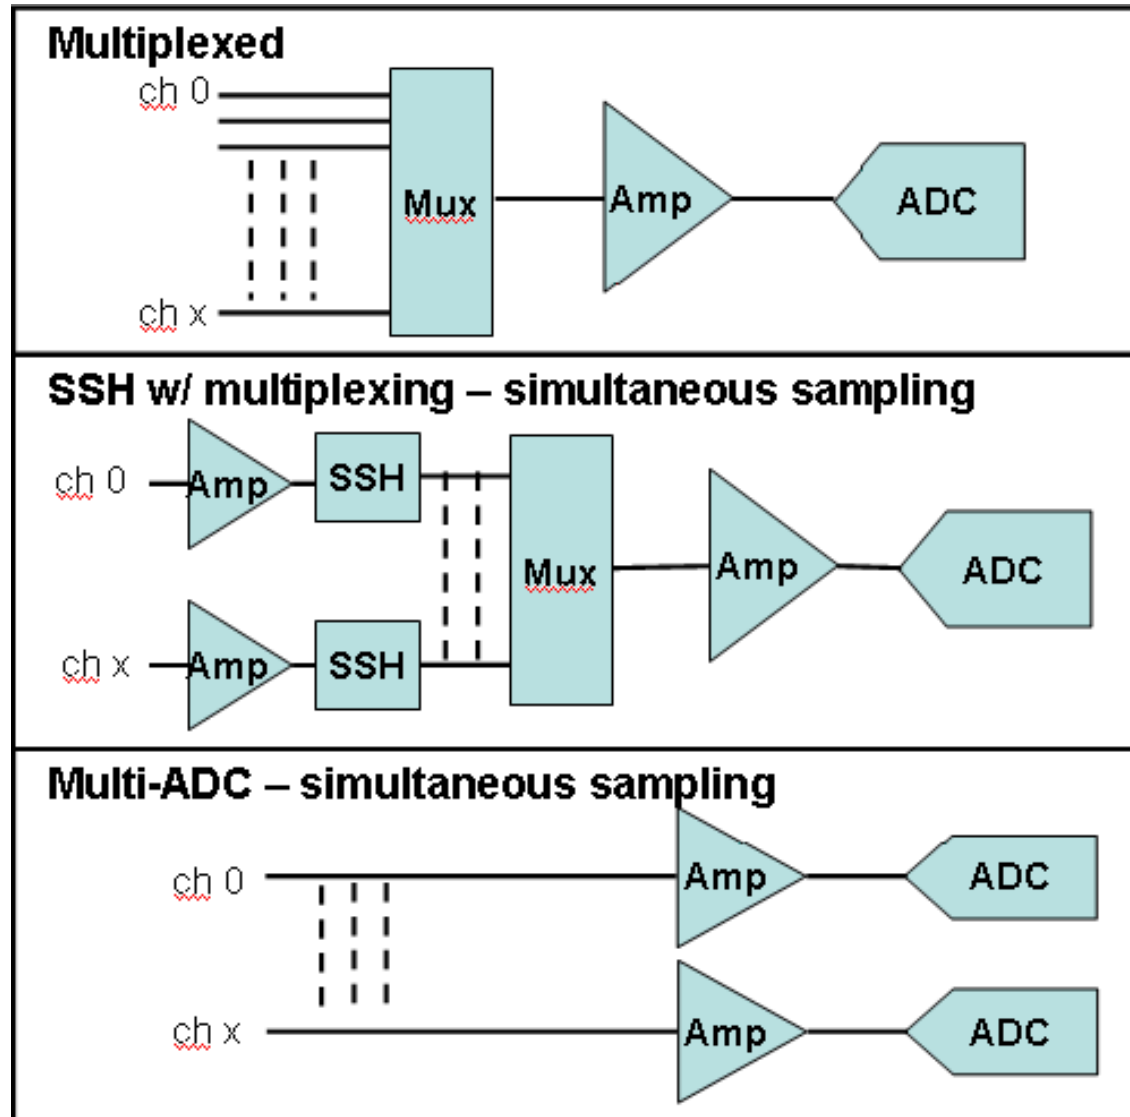 Multiplexed
ch 0
Mux
Amp
ADC
ch x
SSH w/ multiplexing – simultaneous sampling
ch 0
Amp
SSH
Mux
Amp
ADC
ch x
Amp
SSH
Multi-ADC – simultaneous sampling
ch 0
Amp
ADC
ch x
Amp
ADC